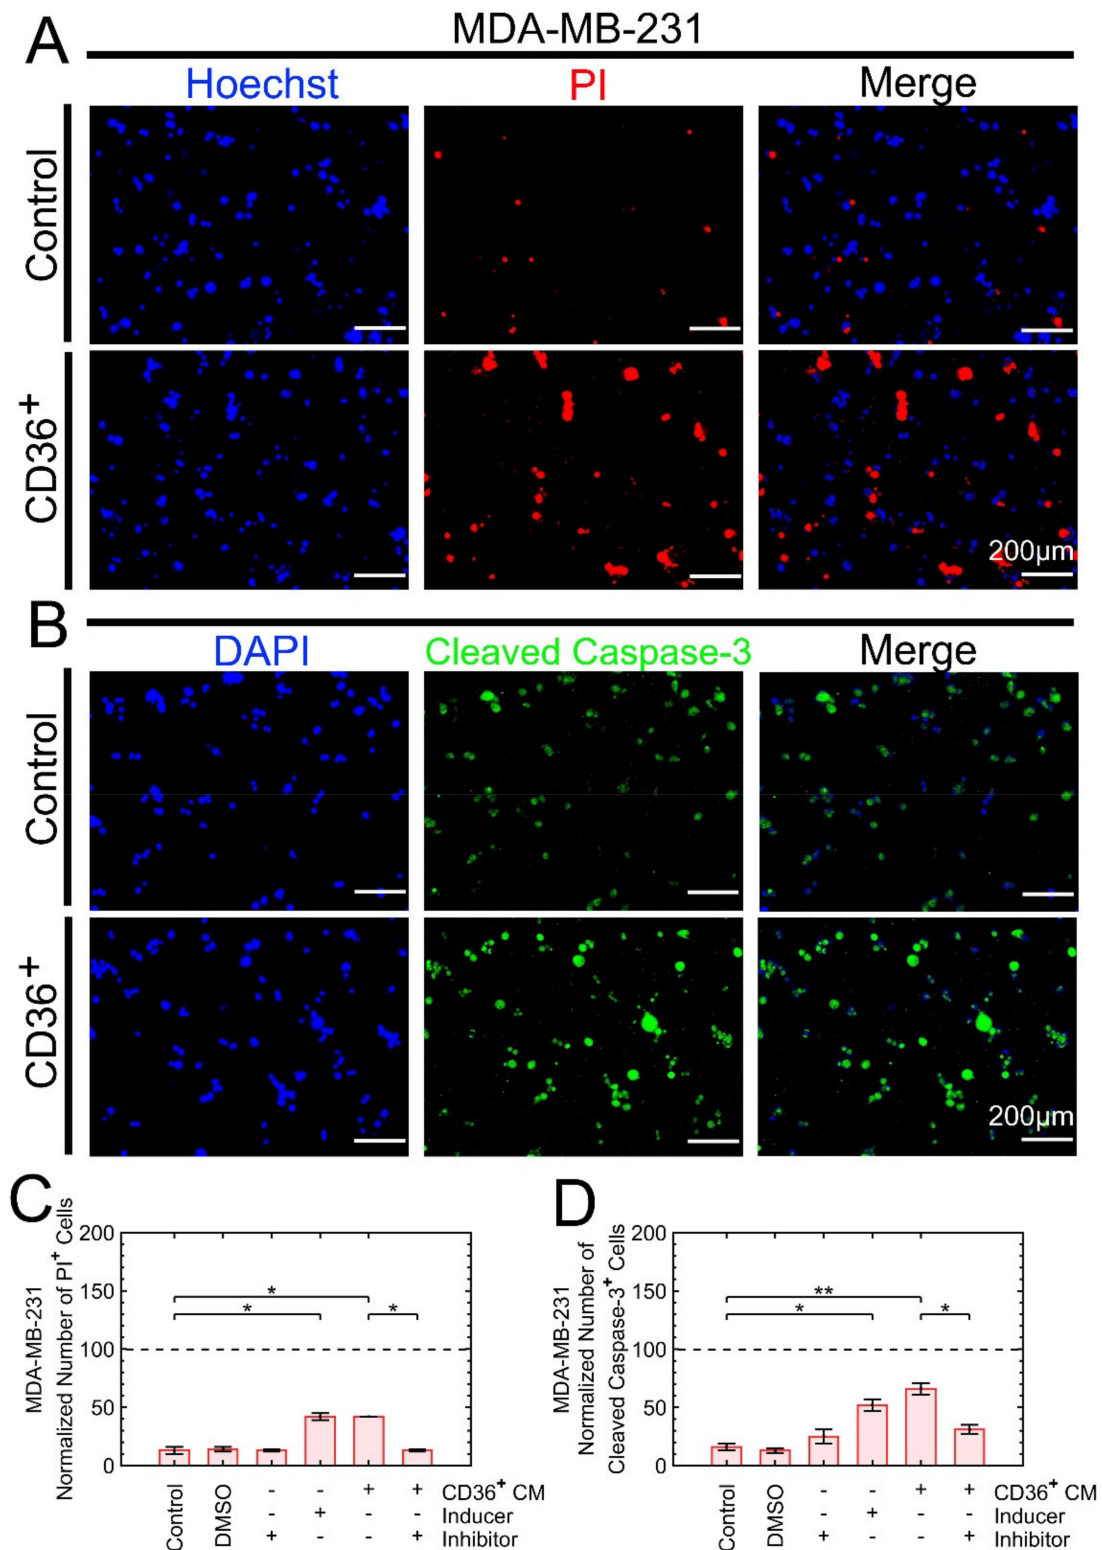 A
MDA-MB-231
Hoechst PI Merge
Control
CD36+
200μm
B
DAPI Cleaved Caspase-3 Merge
Control
CD36+
200μm
C
MDA-MB-231
Normalized Number of PI+ Cells
200
150
100
50
0
* * *
Control DMSO - - + + CD36+ CM
- + - - Inducer
+ - - + Inhibitor
D
MDA-MB-231
Normalized Number of
Cleaved Caspase-3+ Cells
200
150
100
50
0
** * *
Control DMSO - - + + CD36+ CM
- + - - Inducer
+ - - + Inhibitor